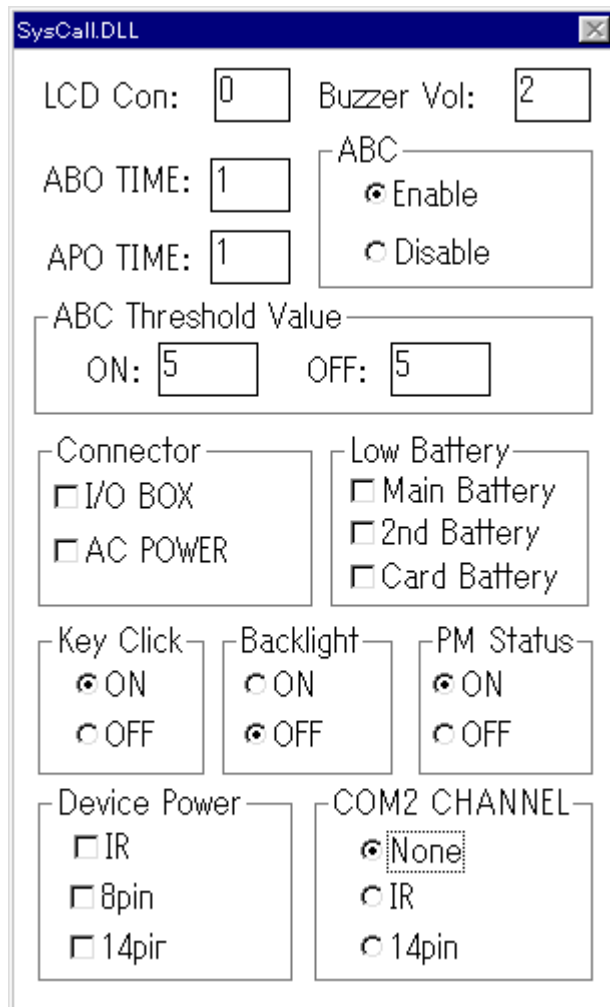 SysCall.DLL
LCD Con: 0 Buzzer Vol: 2
ABC
ABO TIME: 1
Enable
APO TIME: 1
Disable
ABC Threshold Value
ON: 5 OFF: 5
Connector
I/O BOX
AC POWER
Low Battery
Main Battery
2nd Battery
Card Battery
Key Click
ON
OFF
Backlight
ON
OFF
PM Status
ON
OFF
Device Power
IR
8pin
14pir
COM2 CHANNEL
None
IR
14pin